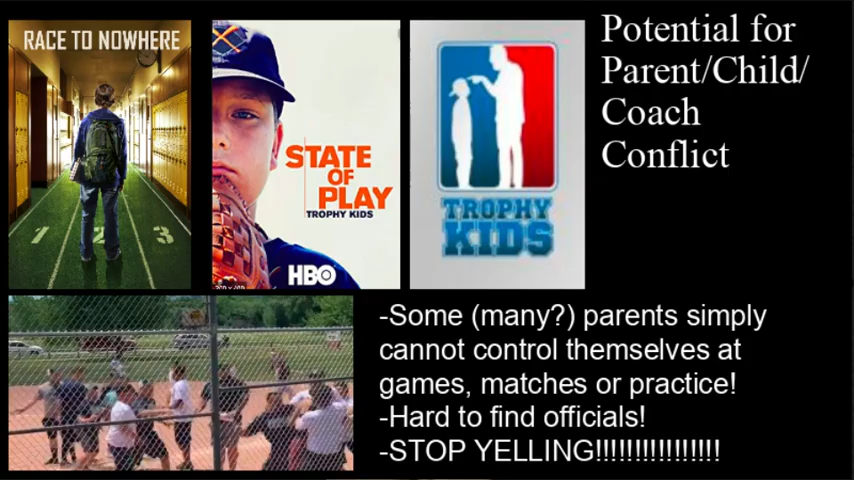 RACE TO NOWHERE
1 2 3
STATE
OF
PLAY
TROPHY KIDS
HBO
TROPHY
KIDS
Potential for
Parent/Child/
Coach
Conflict
-Some (many?) parents simply
cannot control themselves at
games, matches or practice!
-Hard to find officials!
-STOP YELLING!!!!!!!!!!!!!!!!